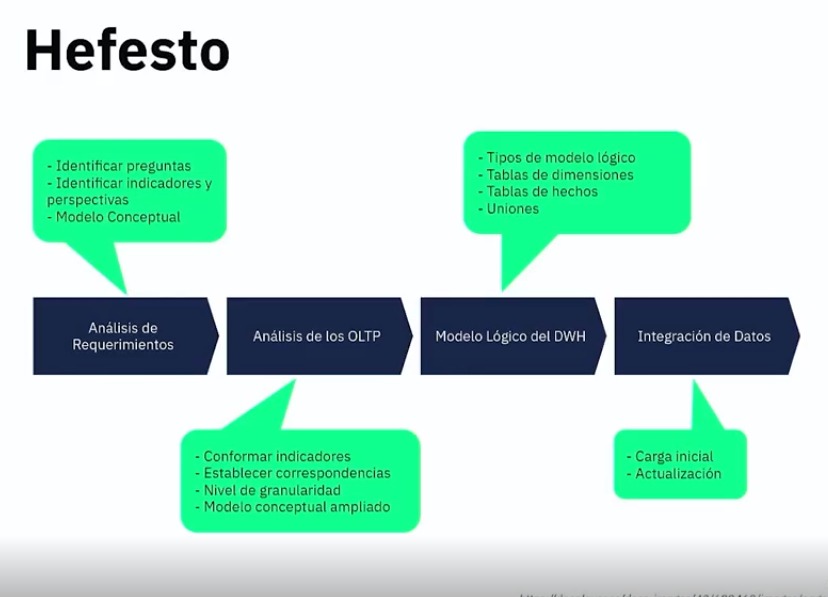 Hefesto
- Identificar preguntas
- Identificar indicadores y
perspectivas
- Modelo Conceptual
- Tipos de modelo lógico
- Tablas de dimensiones
- Tablas de hechos
- Uniones
Análisis de
Requerimientos
Análisis de los OLTP
Modelo Lógico del DWH
Integración de Datos
- Conformar indicadores
- Establecer correspondencias
- Nivel de granularidad
- Modelo conceptual ampliado
- Carga inicial
- Actualización